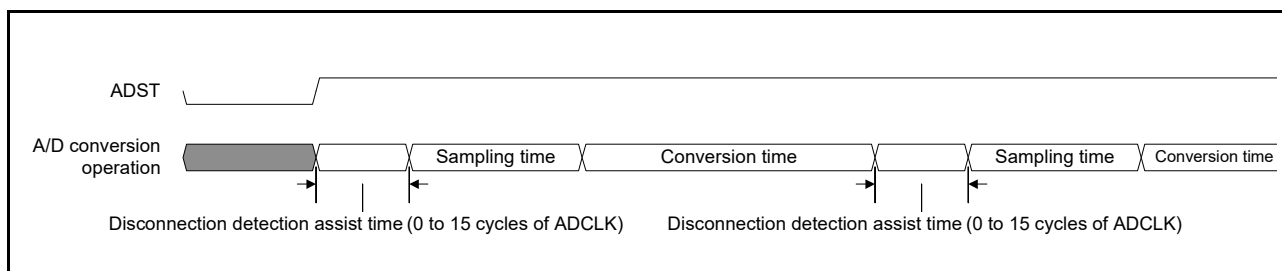 ADST
A/D conversion
operation
Sampling time
Conversion time
Sampling time
Conversion time
Disconnection detection assist time (0 to 15 cycles of ADCLK)
Disconnection detection assist time (0 to 15 cycles of ADCLK)